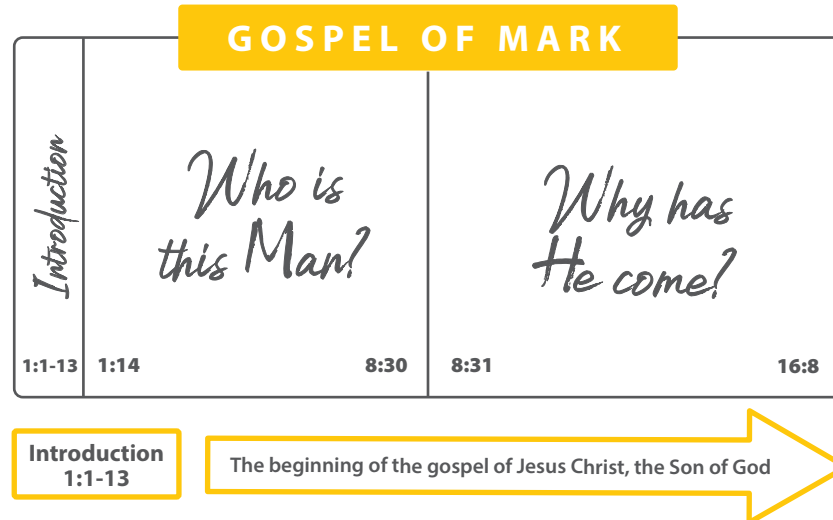 GOSPEL OF MARK
Introduction
Who is
this Man?
Why has
He come?
1:1-13
1:14
8:30
8:31
16:8
Introduction
1:1-13
The beginning of the gospel of Jesus Christ, the Son of God